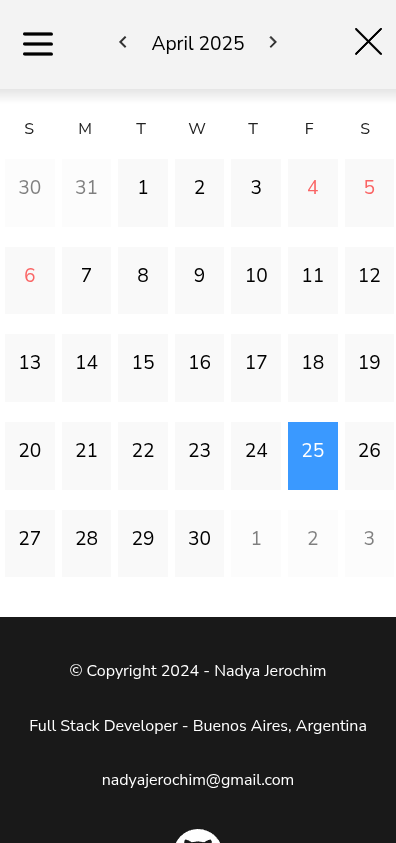 April 2025
S M T W T F S
30 31 1 2 3 4 5
6 7 8 9 10 11 12
13 14 15 16 17 18 19
20 21 22 23 24 25 26
27 28 29 30 1 2 3
© Copyright 2024 - Nadya Jerochim
Full Stack Developer - Buenos Aires, Argentina
nadyajerochim@gmail.com